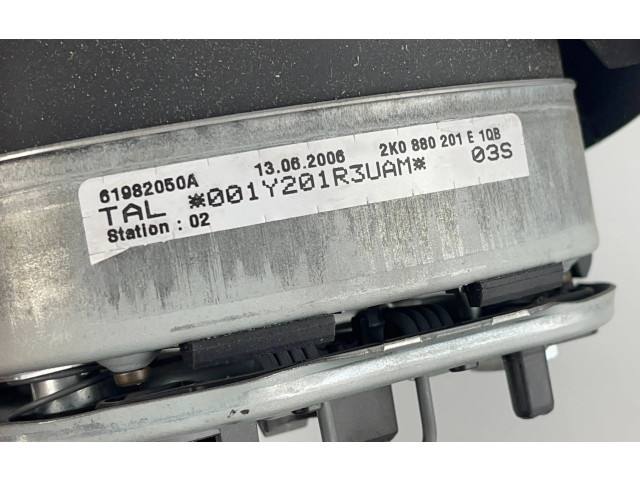 61982050A 13.06.2006 2K0 880 201 E 1QB
TAL *001Y201R3UAM* 03S
Station : 02